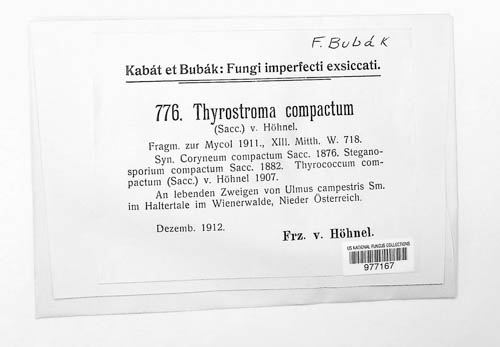 F. Bubák
Kabát et Bubák: Fungi imperfecti exsiccati.
776. Thyrostroma compactum
(Sacc.) v. Höhnel.
Fragm. zur Mycol 1911., XIII. Mitth. W. 718.
Syn. Coryneum compactum Sacc. 1876. Stegano-
sporium compactum Sacc. 1882. Thyrococcum com-
pactum (Sacc.) v. Höhnel 1907.
An lebenden Zweigen von Ulmus campestris Sm.
im Haltertale im Wienerwalde, Nieder Österreich.
Dezemb. 1912.
Frz. v. Höhnel.
US NATIONAL FUNGUS COLLECTIONS
977167